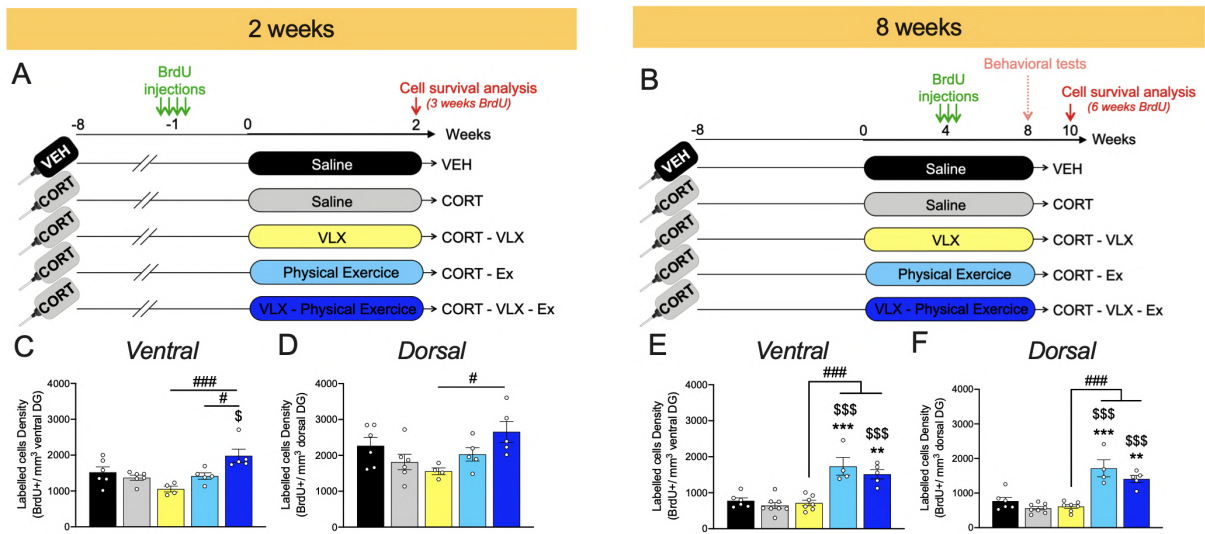 2 weeks
8 weeks
A
BrdU
injections
Cell survival analysis
(3 weeks BrdU)
-8
-1
0
2
Weeks
VEH
Saline
VEH
CORT
Saline
CORT
CORT
VLX
CORT - VLX
CORT
Physical Exercice
CORT - Ex
CORT
VLX - Physical Exercice
CORT - VLX - Ex
B
Behavioral tests
BrdU
injections
Cell survival analysis
(6 weeks BrdU)
-8
0
4
8
10
Weeks
VEH
Saline
VEH
CORT
Saline
CORT
CORT
VLX
CORT - VLX
CORT
Physical Exercice
CORT - Ex
CORT
VLX - Physical Exercice
CORT - VLX - Ex
C
Ventral
Labelled cells Density
(BrdU+/ mm3 ventral DG)
4000
3000
2000
1000
0
###
#
$
D
Dorsal
Labelled cells Density
(BrdU+/ mm3 dorsal DG)
4000
3000
2000
1000
0
#
E
Ventral
Labelled cells Density
(BrdU+/ mm3 ventral DG)
4000
3000
2000
1000
0
###
$$$
***
$$$
**
F
Dorsal
Labelled cells Density
(BrdU+/ mm3 dorsal DG)
4000
3000
2000
1000
0
###
$$$
***
$$$
**